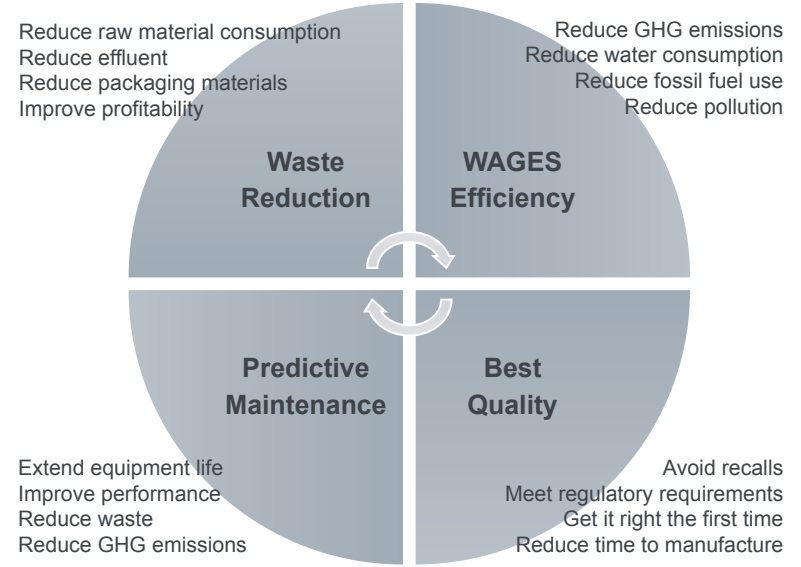 Reduce raw material consumption
Reduce effluent
Reduce packaging materials
Improve profitability
Reduce GHG emissions
Reduce water consumption
Reduce fossil fuel use
Reduce pollution
Waste
Reduction
WAGES
Efficiency
Predictive
Maintenance
Best
Quality
Extend equipment life
Improve performance
Reduce waste
Reduce GHG emissions
Avoid recalls
Meet regulatory requirements
Get it right the first time
Reduce time to manufacture